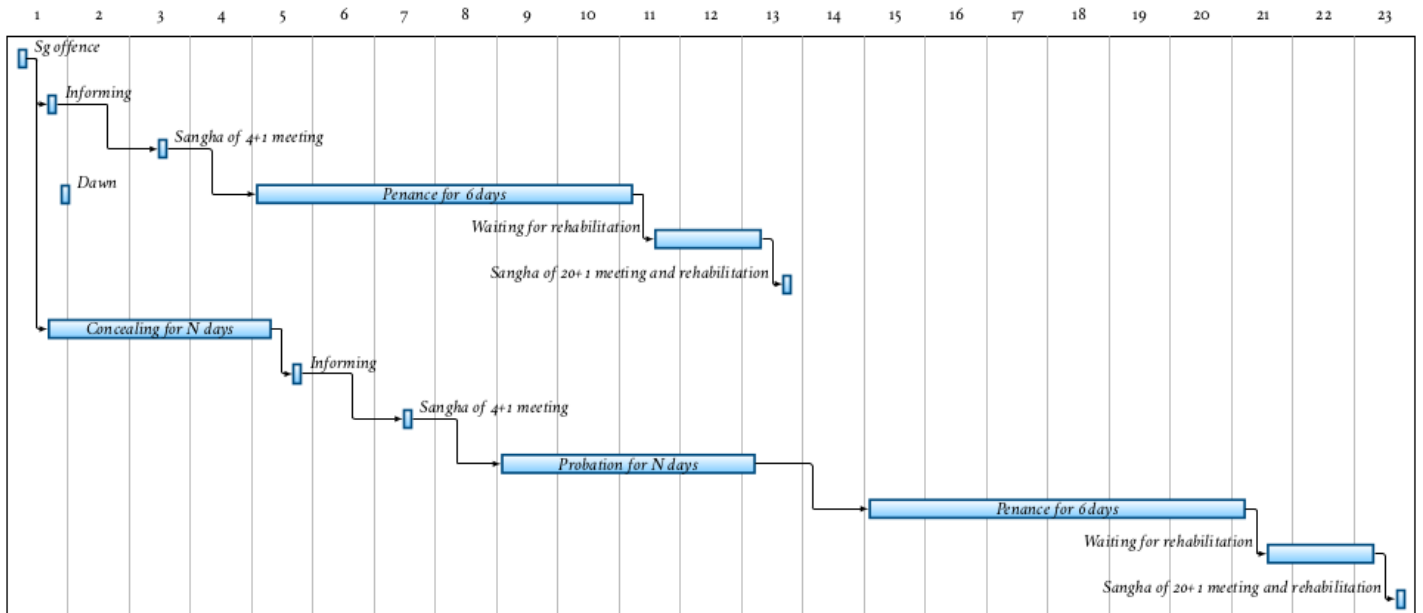 1 2 3 4 5 6 7 8 9 10 11 12 13 14 15 16 17 18 19 20 21 22 23
Sg offence
Informing
Sangha of 4+1 meeting
Dawn
Penance for 6 days
Waiting for rehabilitation
Sangha of 20+1 meeting and rehabilitation
Concealing for N days
Informing
Sangha of 4+1 meeting
Probation for N days
Penance for 6 days
Waiting for rehabilitation
Sangha of 20+1 meeting and rehabilitation